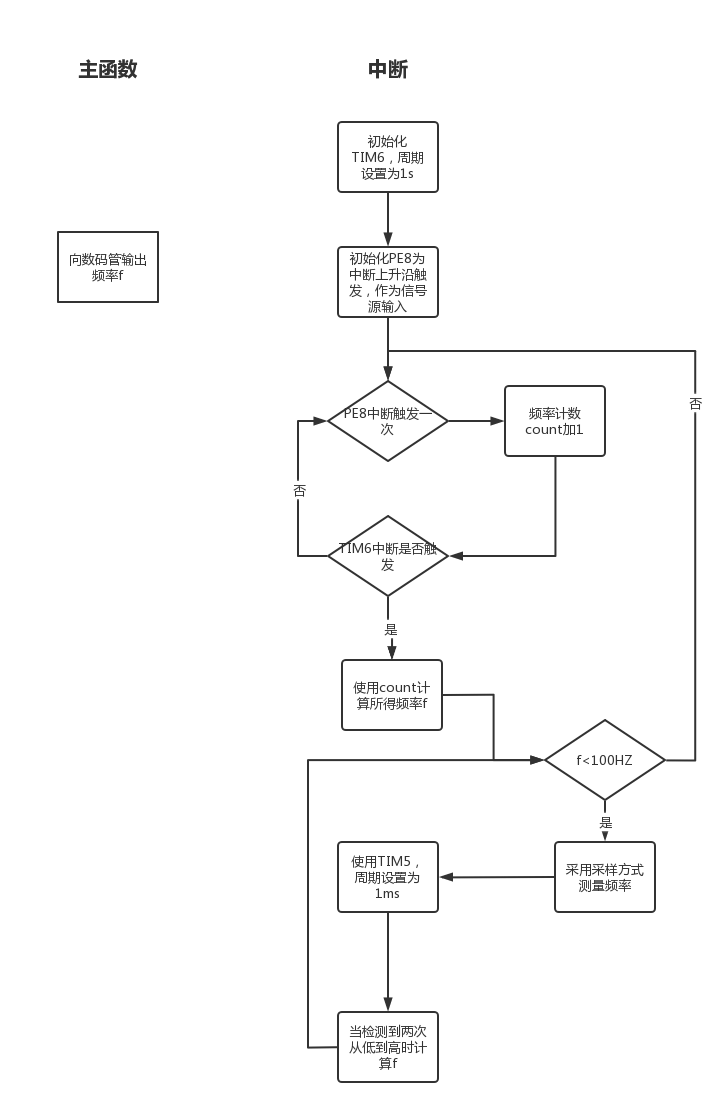 主函数
中断
初始化
TIM6，周期
设置为1s
向数码管输出
频率f
初始化PE8为
中断上升沿触
发，作为信号
源输入
PE8中断触发一
次
频率计数
count加1
否
否
TIM6中断是否触
发
是
使用count计
算所得频率f
f<100HZ
是
使用TIM5，
周期设置为
1ms
采用采样方式
测量频率
当检测到两次
从低到高时计
算f